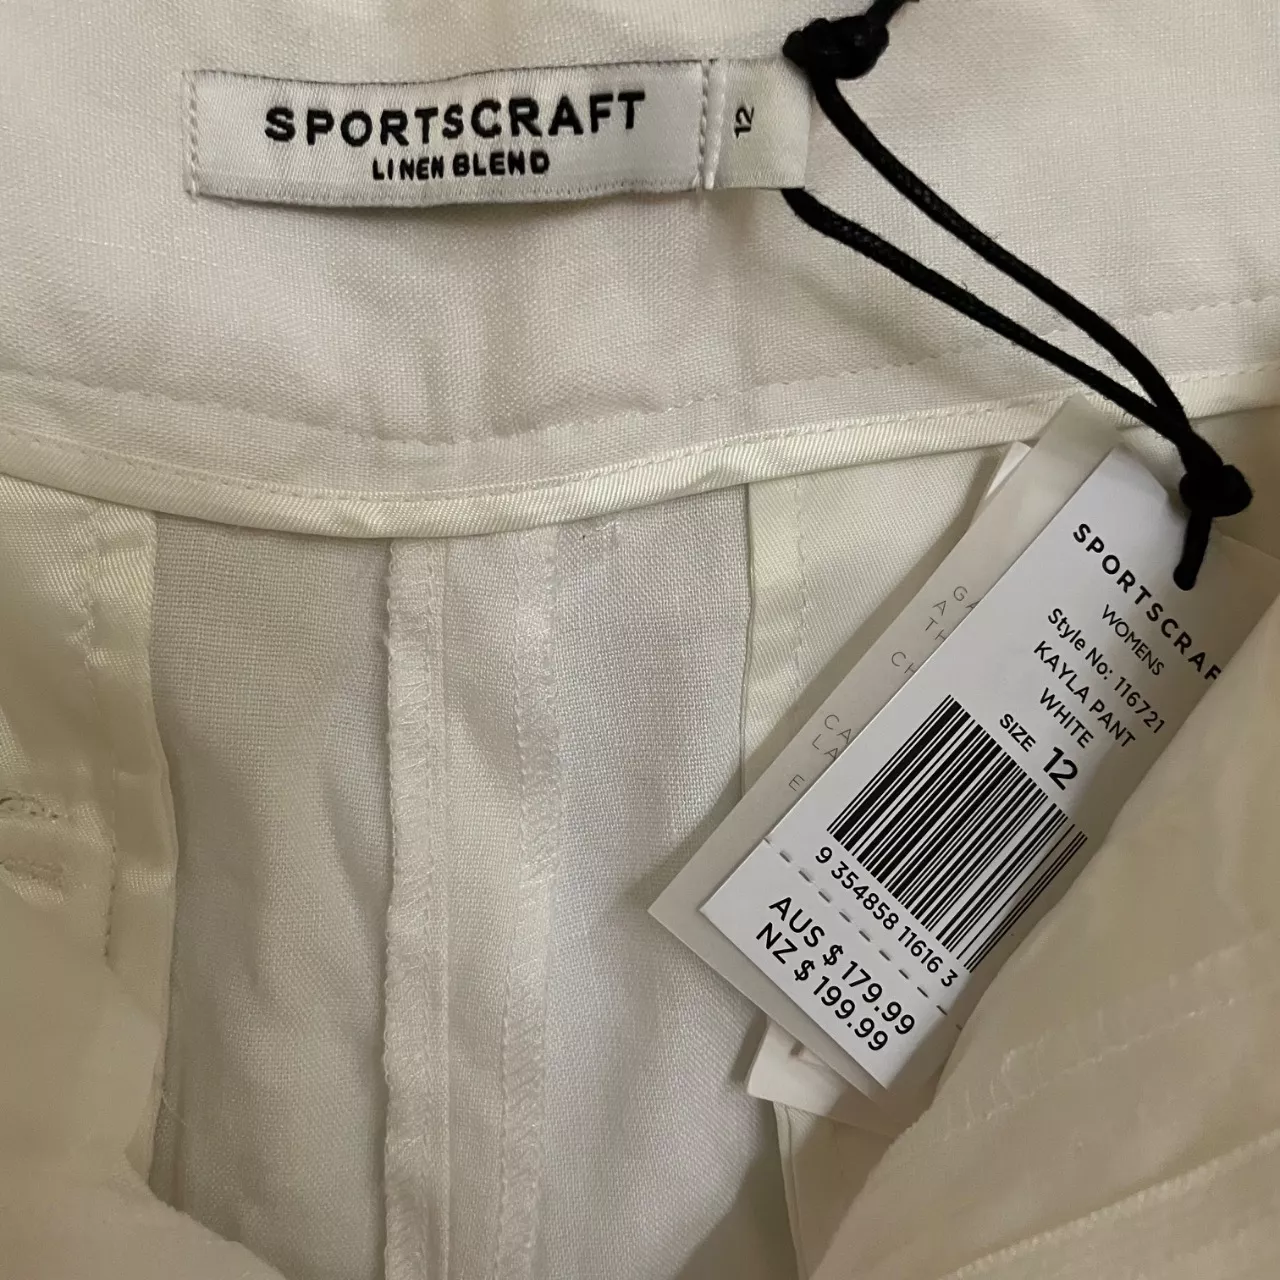 SPORTSCRAFT
LINEN BLEND
12
SPORTSCRAF
WOMENS
Style No: 116721
KAYLA PANT
WHITE
SIZE 12
9 354858 11616 3
AUS $ 179.99
NZ $ 199.99